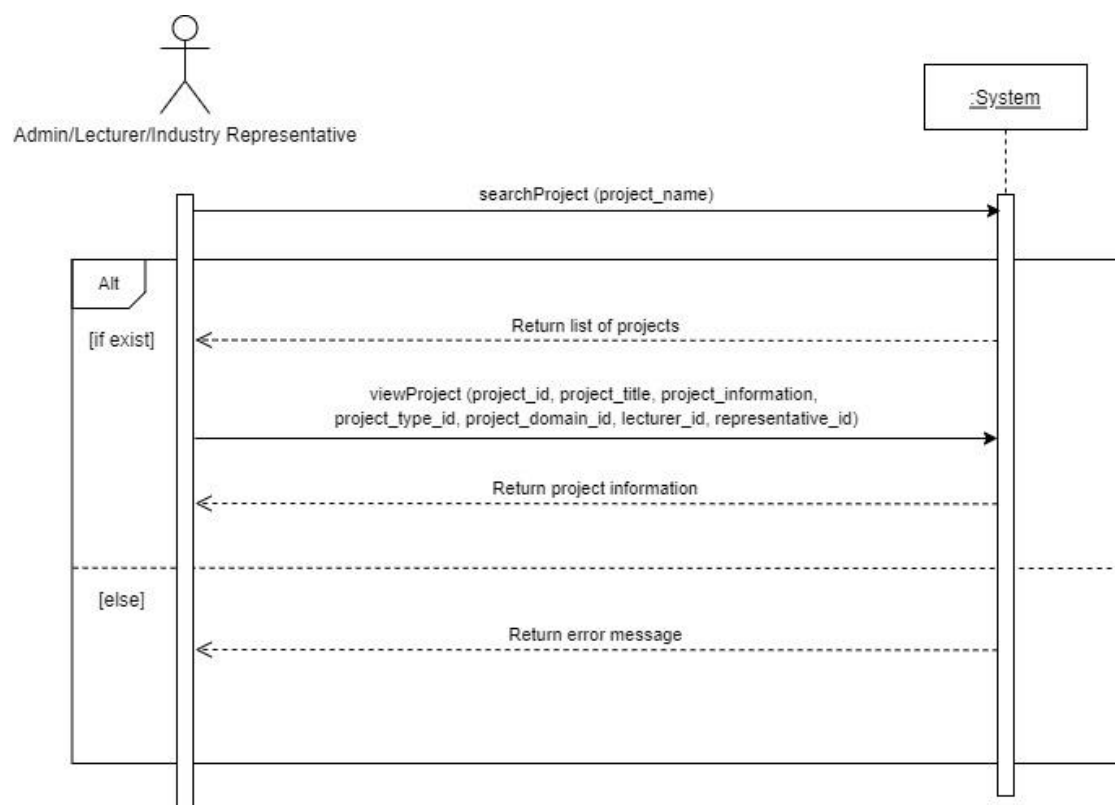 Admin/Lecturer/Industry Representative
:System
searchProject (project_name)
Alt
[if exist]
Return list of projects
viewProject (project_id, project_title, project_information,
project_type_id, project_domain_id, lecturer_id, representative_id)
Return project information
[else]
Return error message